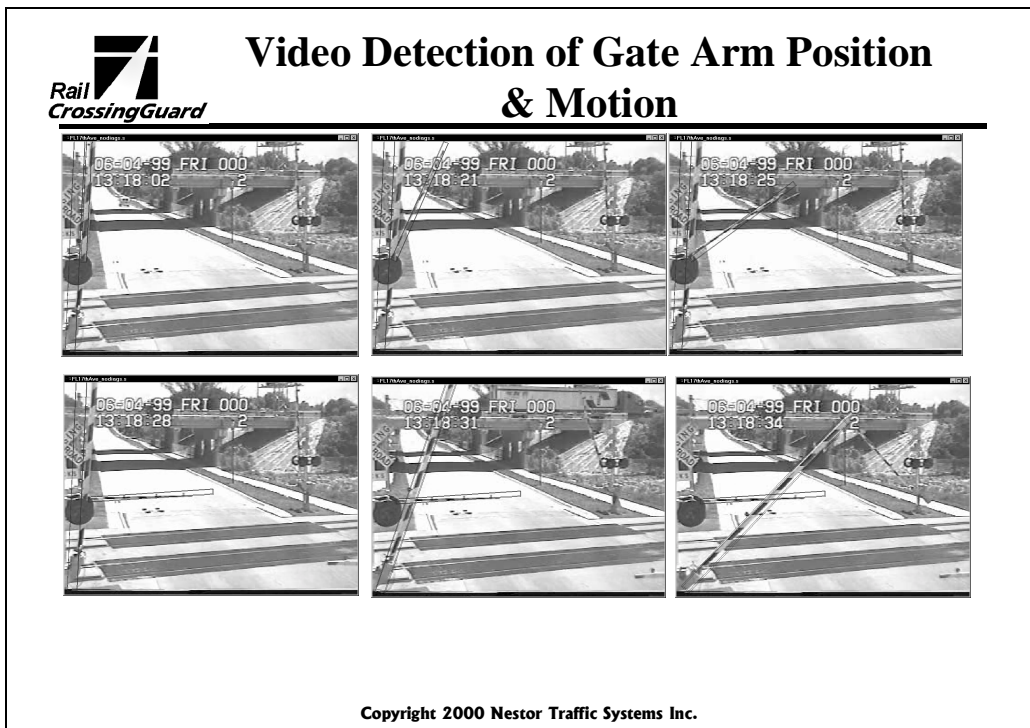 Rail
CrossingGuard
Video Detection of Gate Arm Position
& Motion
06-04-99 FRI 000
13:18:02 2
06-04-99 FRI 000
13:18:21 2
06-04-99 FRI 000
13:18:25 2
06-04-99 FRI 000
13:18:28 2
06-04-99 FRI 000
13:18:31 2
06-04-99 FRI 000
13:18:34 2
Copyright 2000 Nestor Traffic Systems Inc.